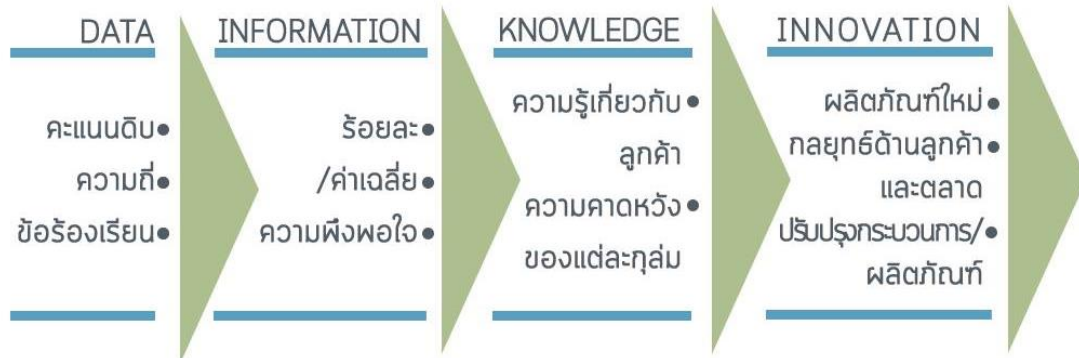 DATA
คะแนนดิบ•
ความถี่•
ข้อร้องเรียน•
INFORMATION
ร้อยละ•
/ค่าเฉลี่ย•
ความพึงพอใจ•
KNOWLEDGE
ความรู้เกี่ยวกับ•
ลูกค้า
ความคาดหวัง•
ของแต่ละกลุ่ม
INNOVATION
ผลิตภัณฑ์ใหม่•
กลยุทธ์ด้านลูกค้า•
และตลาด
ปรับปรุงกระบวนการ/•
ผลิตภัณฑ์